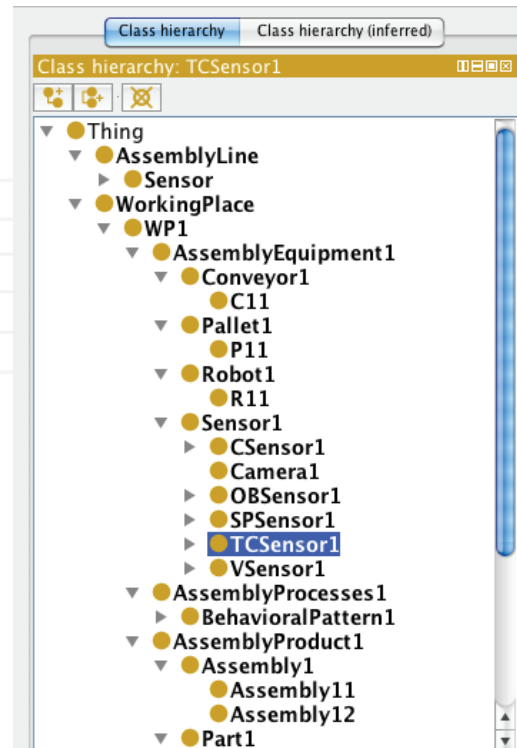 Class hierarchy Class hierarchy (inferred)
Class hierarchy: TCSensor1
Thing
AssemblyLine
Sensor
WorkingPlace
WP1
AssemblyEquipment1
Conveyor1
C11
Pallet1
P11
Robot1
R11
Sensor1
CSensor1
Camera1
OBSensor1
SPSensor1
TCSensor1
VSensor1
AssemblyProcesses1
BehavioralPattern1
AssemblyProduct1
Assembly1
Assembly11
Assembly12
Part1